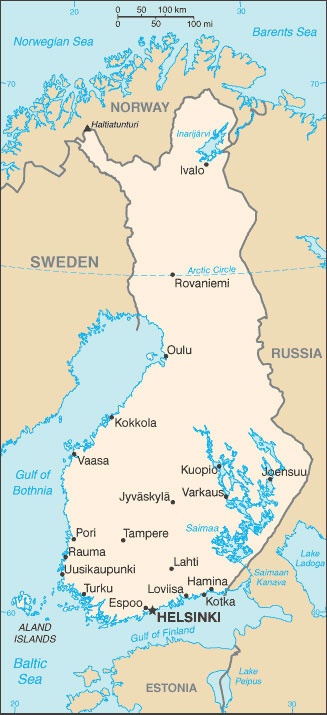 0 50 100 km
0 50 100 mi
Norwegian Sea
Barents Sea
20
30
70
70
NORWAY
Haltiatunturi
Inarijärvi
Ivalo
SWEDEN
Arctic Circle
Rovaniemi
RUSSIA
Oulu
Kokkola
Vaasa
Gulf of
Bothnia
Kuopio
Joensuu
Varkaus
Jyväskylä
Saimaa
Pori
Tampere
Rauma
Lake
Ladoga
Uusikaupunki
Lahti
Saimaan
Kanava
Turku
Hamina
Loviisa
Kotka
Espoo
HELSINKI
60
60
ALAND
ISLANDS
Gulf of Finland
Baltic
Sea
Lake
Peipus
ESTONIA
20
30